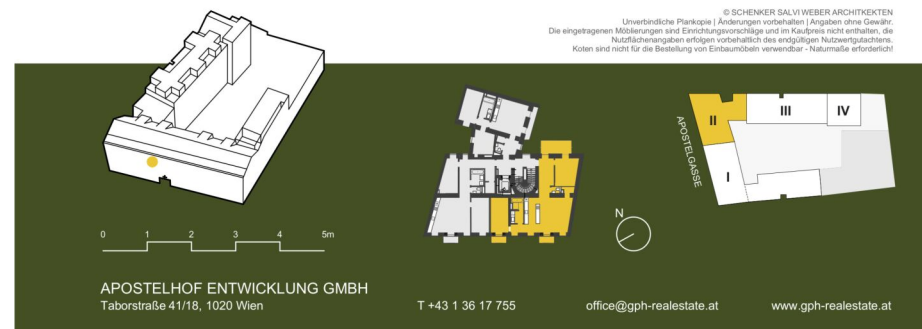 © SCHENKER SALVI WEBER ARCHITKEKTEN
Unverbindliche Plankopie | Änderungen vorbehalten | Angaben ohne Gewähr.
Die eingetragenen Möblierungen sind Einrichtungsvorschläge und im Kaufpreis nicht enthalten, die
Nutzflächenangaben erfolgen vorbehaltlich des endgültigen Nutzwertgutachtens.
Koten sind nicht für die Bestellung von Einbaumöbeln verwendbar - Naturmaße erforderlich!
II
III
IV
APOSTELGASSE
I
N
0 1 2 3 4 5m
APOSTELHOF ENTWICKLUNG GMBH
Taborstraße 41/18, 1020 Wien
T +43 1 36 17 755
office@gph-realestate.at
www.gph-realestate.at